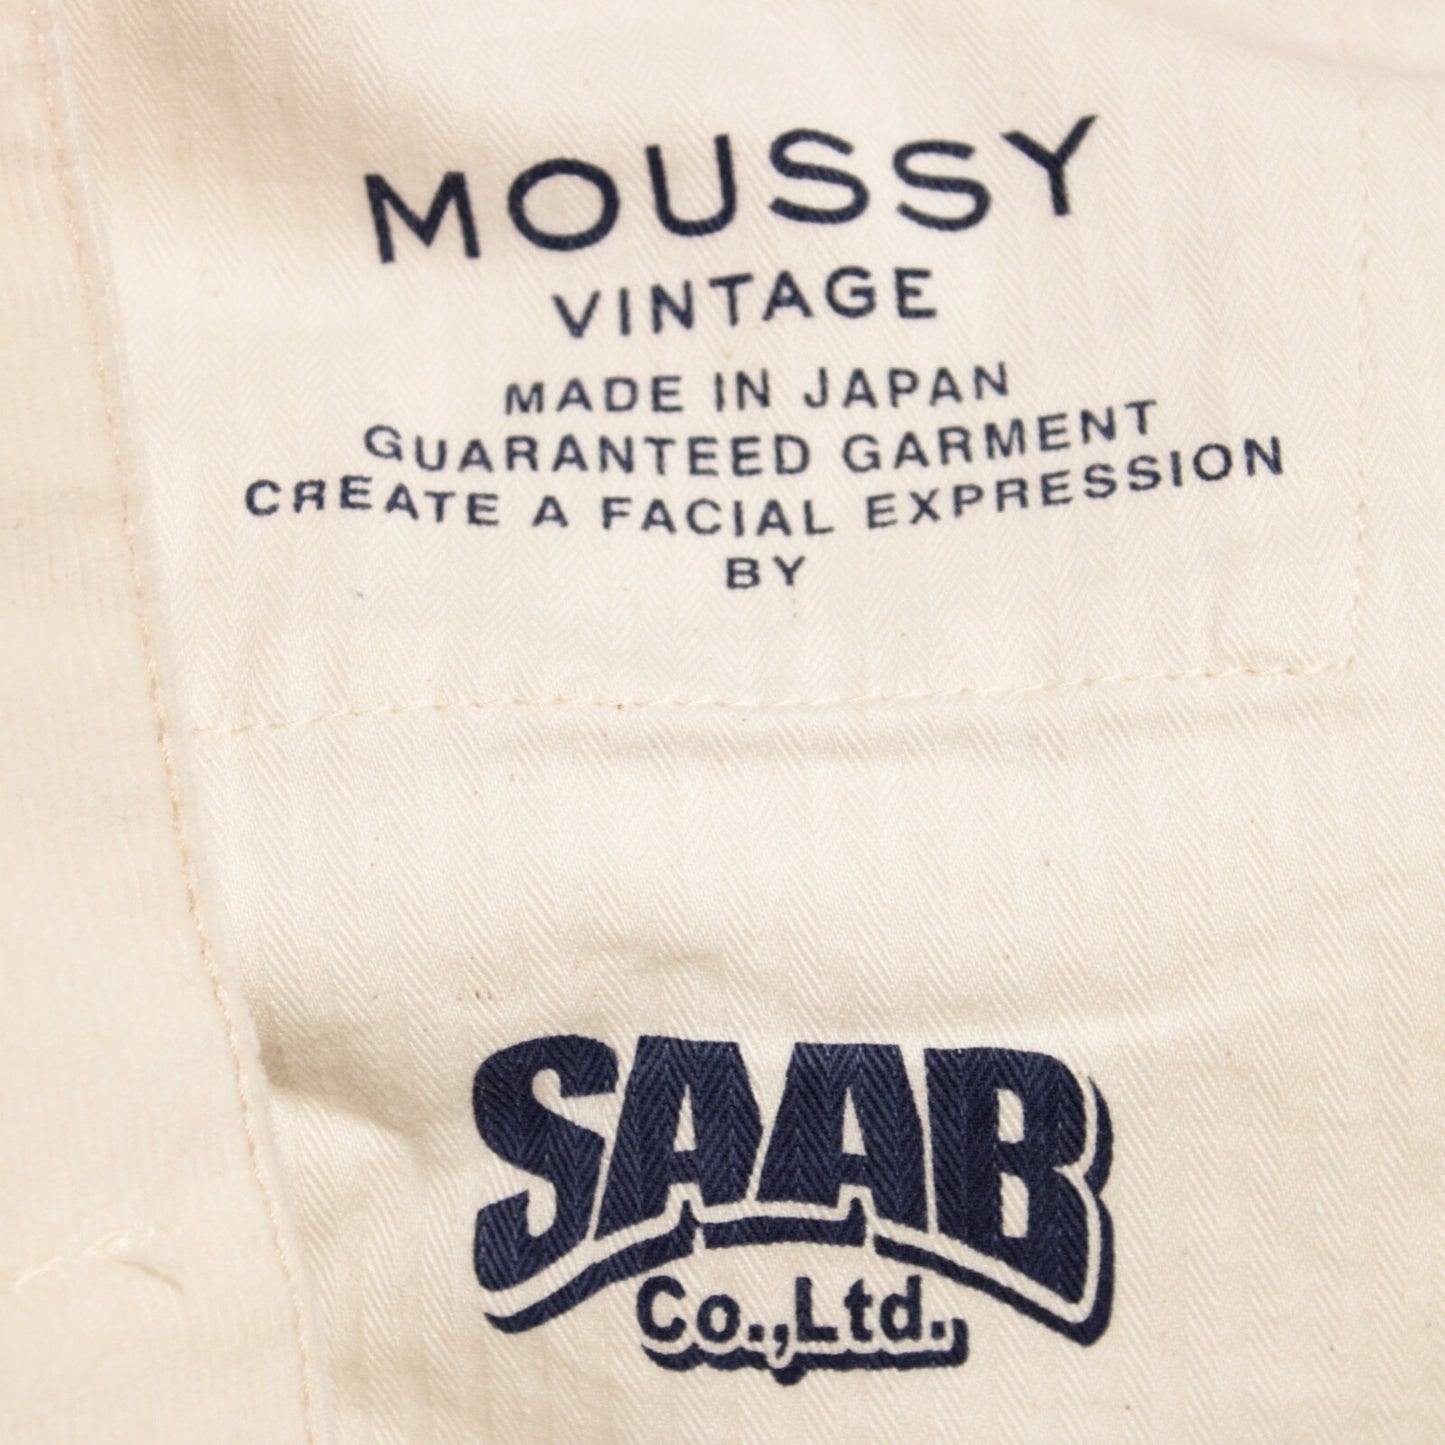 MOUSSY
VINTAGE
MADE IN JAPAN
GUARANTEED GARMENT
CREATE A FACIAL EXPRESSION
BY
SAAB
Co.,Ltd.